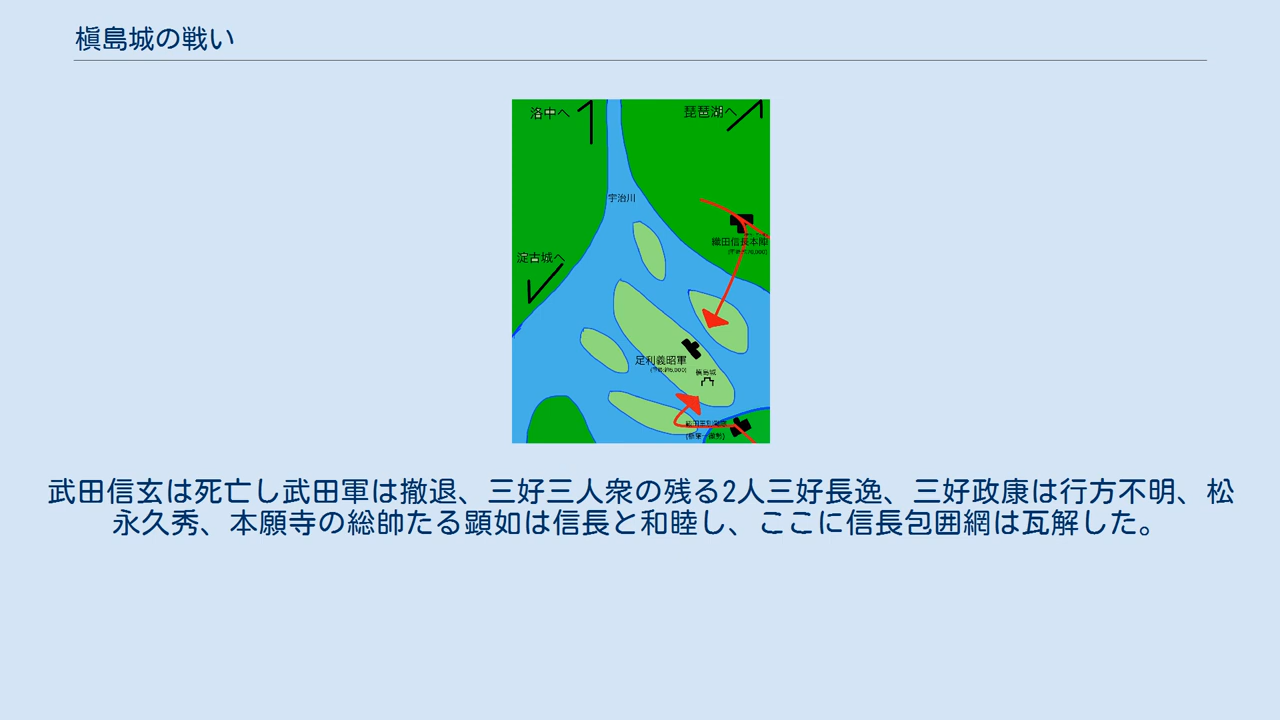 槇島城の戦い
洛中へ
琵琶湖へ
宇治川
織田信長本陣
淀古城へ
足利義昭軍
槇島城
武田信玄は死亡し武田軍は撤退、三好三人衆の残る2人三好長逸、三好政康は行方不明、松
永久秀、本願寺の総帥たる顕如は信長と和睦し、ここに信長包囲網は瓦解した。